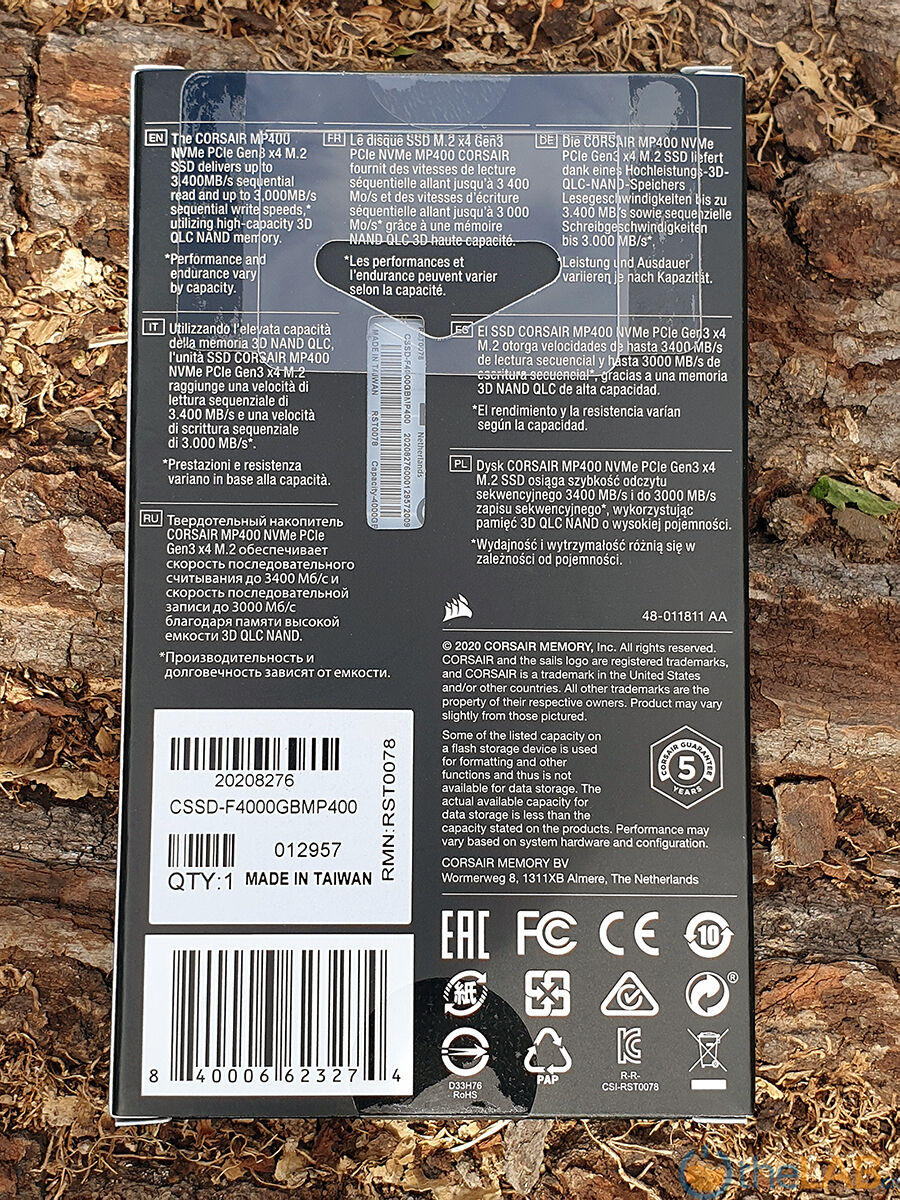 EN
The CORSAIR MP400
NVMe PCIe Gen3 x4 M.2
SSD delivers up to
3,400MB/s sequential
read and up to 3,000MB/s
sequential write speeds,*
utilizing high-capacity 3D
QLC NAND memory.
*Performance and
endurance vary
by capacity.
FR
Le disque SSD M.2 x4 Gen3
PCIe NVMe MP400 CORSAIR
fournit des vitesses de lecture
séquentielle allant jusqu'à 3 400
Mo/s et des vitesses d'écriture
séquentielle allant jusqu'à 3 000
Mo/s* grâce à une mémoire
NAND QLC 3D haute capacité.
*Les performances et
l'endurance peuvent varier
selon la capacité.
DE
Die CORSAIR MP400 NVMe
PCIe Gen3 x4 M.2 SSD liefert
dank eines Hochleistungs-3D-
QLC-NAND-Speichers
Lesegeschwindigkeiten bis zu
3.400 MB/s sowie sequenzielle
Schreibgeschwindigkeiten
bis 3.000 MB/s*.
*Leistung und Ausdauer
variieren je nach Kapazität.
IT
Utilizzando l'elevata capacità
della memoria 3D NAND QLC,
l'unità SSD CORSAIR MP400
NVMe PCIe Gen3 x4 M.2
raggiunge una velocità di
lettura sequenziale di
3.400 MB/s e una velocità
di scrittura sequenziale
di 3.000 MB/s*.
*Prestazioni e resistenza
variano in base alla capacità.
CSSD-F4000GBMP400 20208276000129572009
MADE IN TAIWAN RST0078 Capacity-4000GB
RST0078 Netherlands
ES
El SSD CORSAIR MP400 NVMe PCIe Gen3 x4
M.2 otorga velocidades de hasta 3400 MB/s
de lectura secuencial y hasta 3000 MB/s de
escritura secuencial*, gracias a una memoria
3D NAND QLC de alta capacidad.
*El rendimiento y la resistencia varían
según la capacidad.
PL
Dysk CORSAIR MP400 NVMe PCIe Gen3 x4
M.2 SSD osiąga szybkość odczytu
sekwencyjnego 3400 MB/s i do 3000 MB/s
zapisu sekwencyjnego*, wykorzystując
pamięć 3D QLC NAND o wysokiej pojemności.
*Wydajność i wytrzymałość różnią się w
zależności od pojemności.
RU
Твердотельный накопитель
CORSAIR MP400 NVMe PCIe
Gen3 x4 M.2 обеспечивает
скорость последовательного
считывания до 3400 Мб/с и
скорость последовательной
записи до 3000 Мб/с
благодаря памяти высокой
емкости 3D QLC NAND.
*Производительность и
долговечность зависят от емкости.
48-011811 AA
© 2020 CORSAIR MEMORY, Inc. All rights reserved.
CORSAIR and the sails logo are registered trademarks,
and CORSAIR is a trademark in the United States
and/or other countries. All other trademarks are the
property of their respective owners. Product may vary
slightly from those pictured.
Some of the listed capacity on
a flash storage device is used
for formatting and other
functions and thus is not
available for data storage. The
actual available capacity for
data storage is less than the
capacity stated on the products. Performance may
vary based on system hardware and configuration.
CORSAIR GUARANTEE
5
YEARS
CORSAIR MEMORY BV
Wormerweg 8, 1311XB Almere, The Netherlands
20208276
CSSD-F4000GBMP400
012957
QTY:1 MADE IN TAIWAN
RMN:RST0078
8 40006 62327 4
EAC FC CE 10
紙 ®
D33H76
RoHS
PAP
R-R-
CSI-RST0078
theLAB